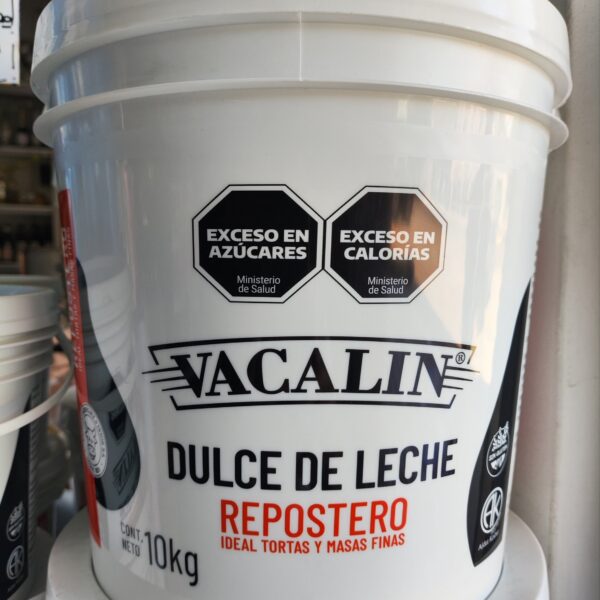 EXCESO EN
AZÚCARES
Ministerio
de Salud
EXCESO EN
CALORÍAS
Ministerio
de Salud
VACALIN®
DULCE DE LECHE
REPOSTERO
IDEAL TORTAS Y MASAS FINAS
CONT.
NETO 10kg